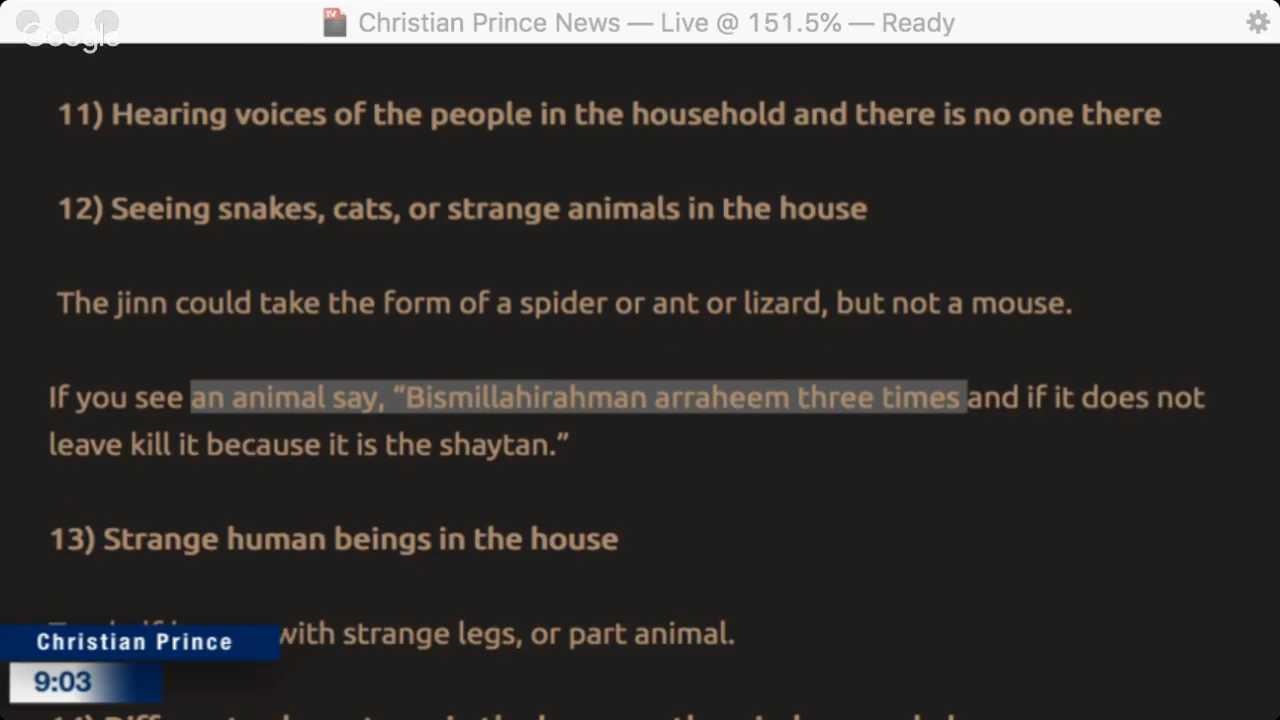 Christian Prince News — Live @ 151.5% — Ready
Google
11) Hearing voices of the people in the household and there is no one there
12) Seeing snakes, cats, or strange animals in the house
The jinn could take the form of a spider or ant or lizard, but not a mouse.
If you see an animal say, “Bismillahirahman arraheem three times and if it does not
leave kill it because it is the shaytan.”
13) Strange human beings in the house
with strange legs, or part animal.
Christian Prince
9:03